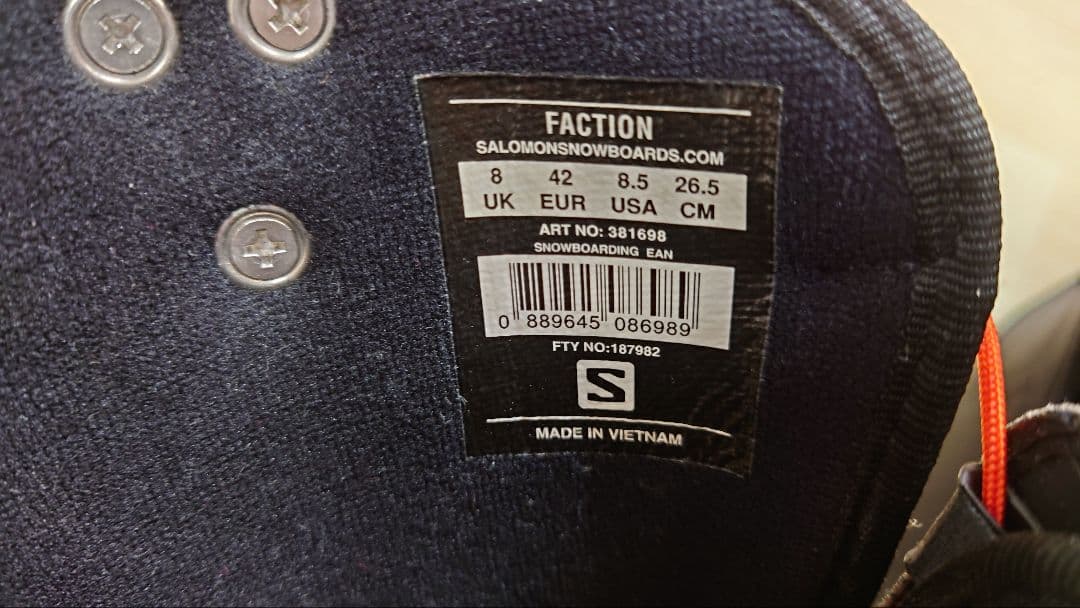 FACTION
SALOMONSNOWBOARDS.COM
8 42 8.5 26.5
UK EUR USA CM
ART NO: 381698
SNOWBOARDING EAN
0 889645 086989
FTY NO:187982
S
MADE IN VIETNAM